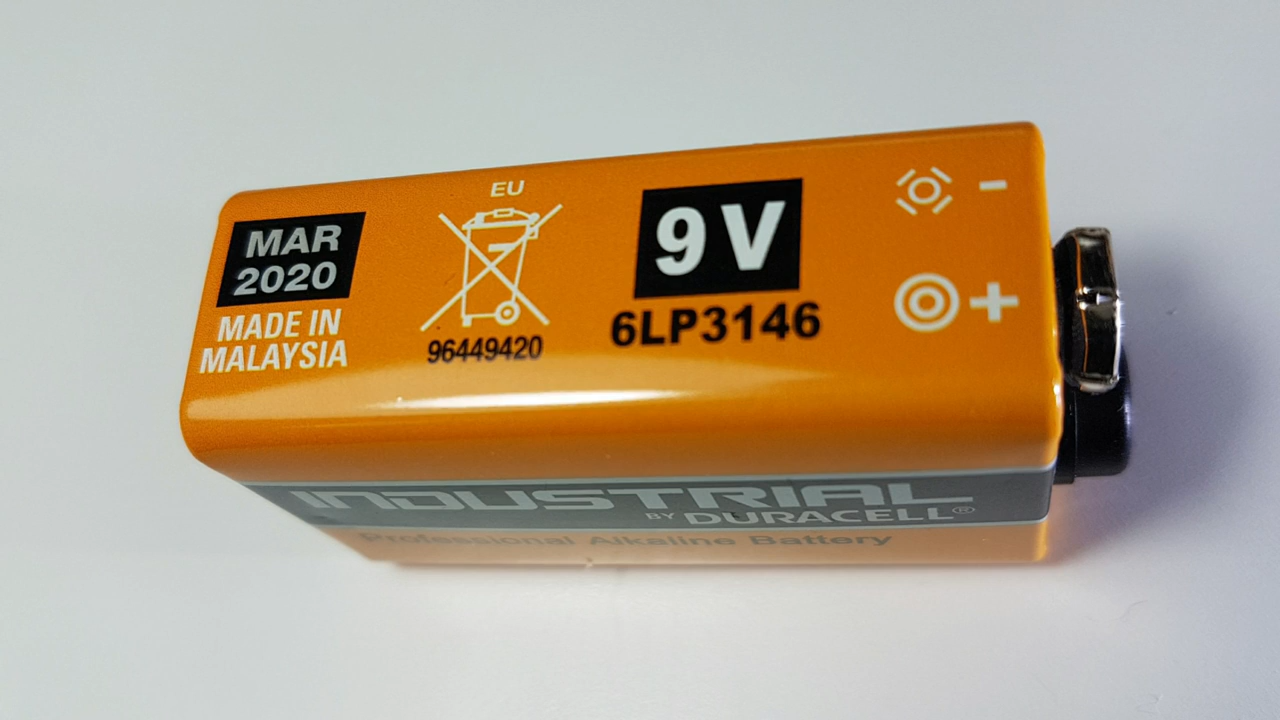 MAR
2020
MADE IN
MALAYSIA
EU
96449420
9V
6LP3146
-
+
INDUSTRIAL
BY DURACELL®
Professional Alkaline Battery